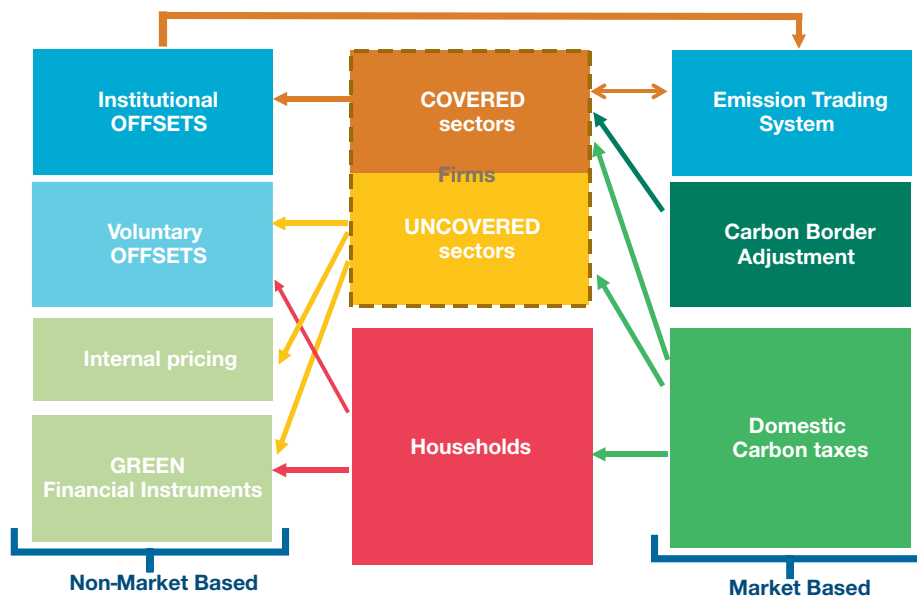 Institutional
OFFSETS
COVERED
sectors
Emission Trading
System
Firms
Voluntary
OFFSETS
UNCOVERED
sectors
Carbon Border
Adjustment
Internal pricing
Households
Domestic
Carbon taxes
GREEN
Financial Instruments
Non-Market Based
Market Based